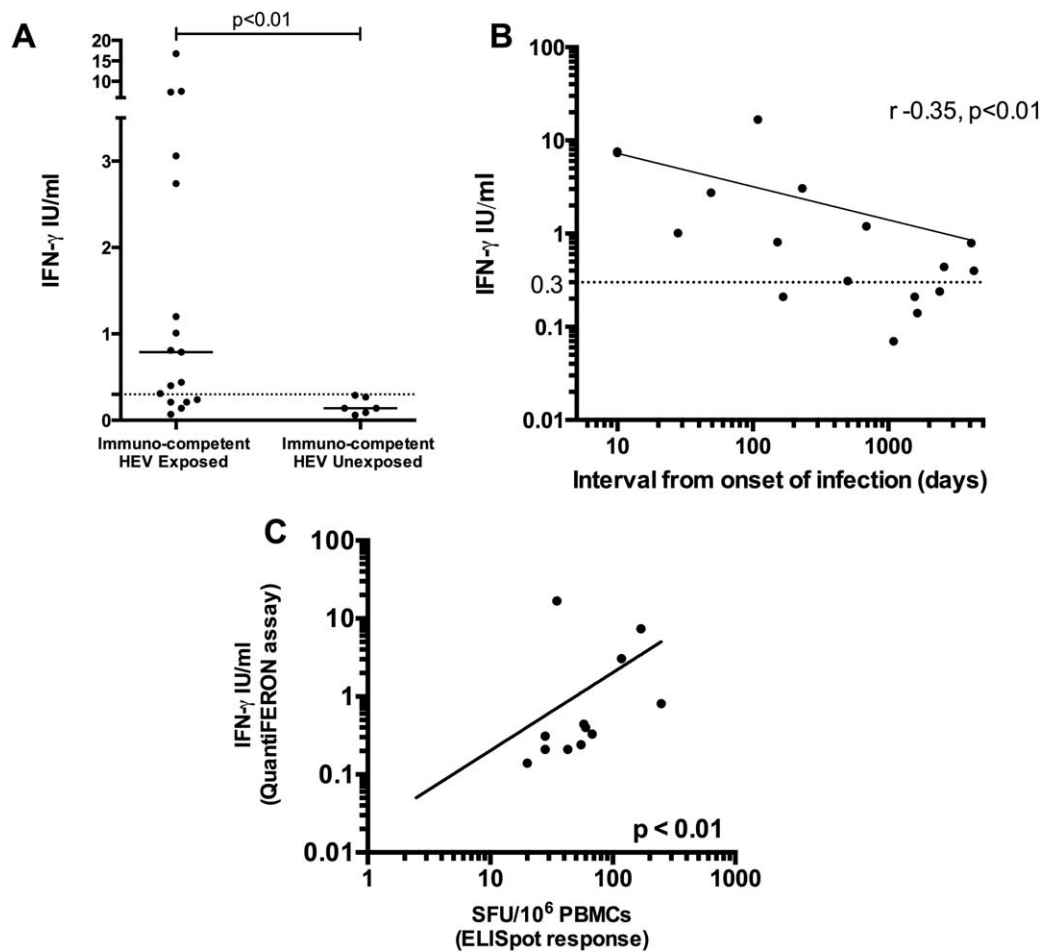 A
p<0.01
20
15
10
3
2
1
0
IFN-γ IU/ml
Immuno-competent
HEV Exposed
Immuno-competent
HEV Unexposed
B
100
10
1
0.3
0.1
0.01
IFN-γ IU/ml
r -0.35, p<0.01
10
100
1000
Interval from onset of infection (days)
C
100
10
1
0.1
0.01
IFN-γ IU/ml
(QuantiFERON assay)
p < 0.01
1
10
100
1000
SFU/10⁶ PBMCs
(ELISpot response)